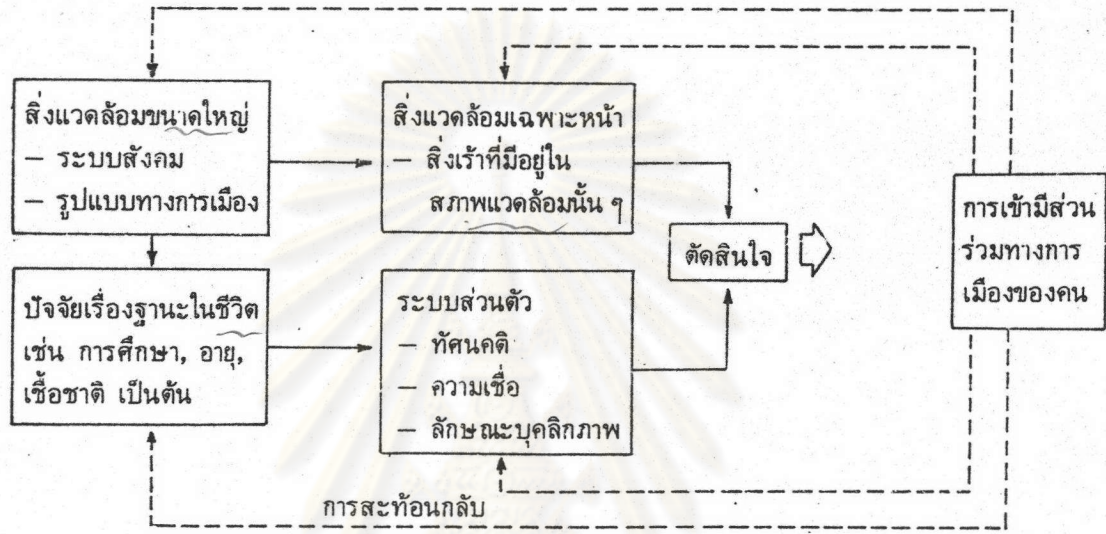 สิ่งแวดล้อมขนาดใหญ่
– ระบบสังคม
– รูปแบบทางการเมือง
สิ่งแวดล้อมเฉพาะหน้า
– สิ่งเร้าที่มีอยู่ใน
สภาพแวดล้อมนั้น ๆ
ปัจจัยเรื่องฐานะในชีวิต
เช่น การศึกษา, อายุ,
เชื้อชาติ เป็นต้น
ระบบส่วนตัว
– ทัศนคติ
– ความเชื่อ
– ลักษณะบุคลิกภาพ
ตัดสินใจ
การเข้ามีส่วน
ร่วมทางการ
เมืองของคน
การสะท้อนกลับ